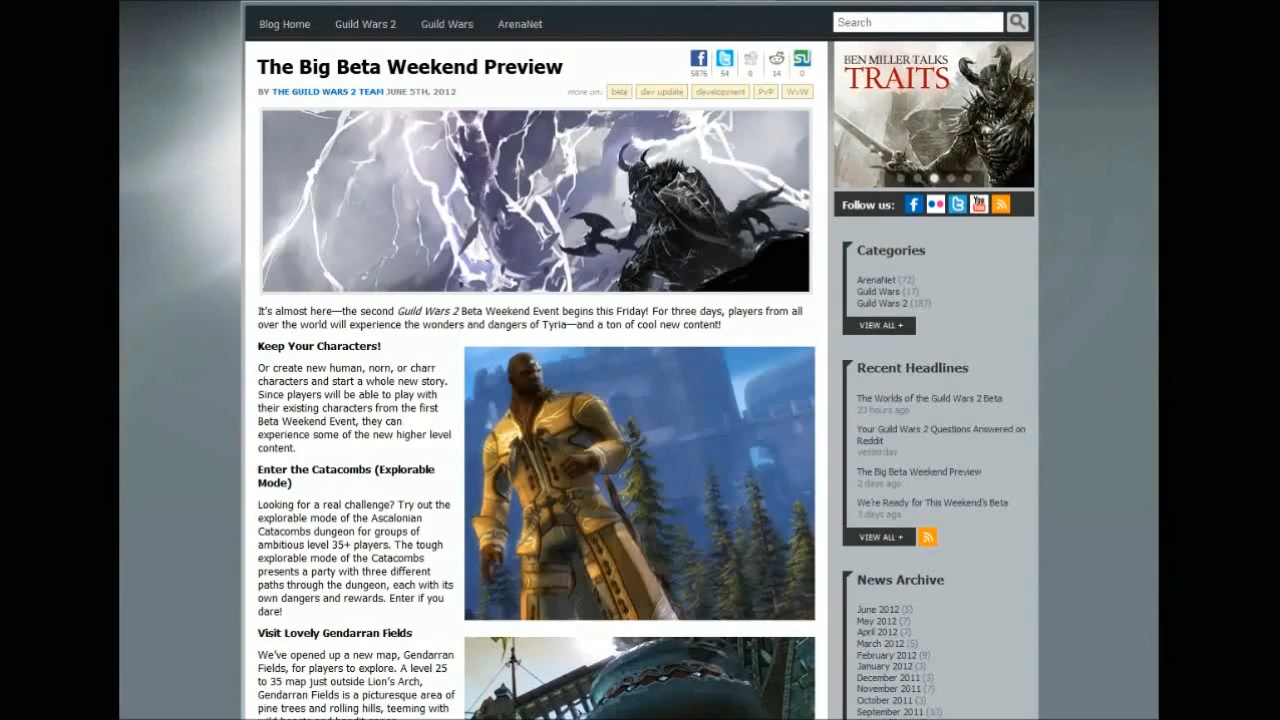 Blog Home Guild Wars 2 Guild Wars ArenaNet
Search
The Big Beta Weekend Preview
5876 54 0 14 0
BY THE GUILD WARS 2 TEAM JUNE 5TH, 2012
more on: beta dev update development PvP WvW
It's almost here—the second Guild Wars 2 Beta Weekend Event begins this Friday! For three days, players from all
over the world will experience the wonders and dangers of Tyria—and a ton of cool new content!
Keep Your Characters!
Or create new human, norn, or charr
characters and start a whole new story.
Since players will be able to play with
their existing characters from the first
Beta Weekend Event, they can
experience some of the new higher level
content.
Enter the Catacombs (Explorable
Mode)
Looking for a real challenge? Try out the
explorable mode of the Ascalonian
Catacombs dungeon for groups of
ambitious level 35+ players. The tough
explorable mode of the Catacombs
presents a party with three different
paths through the dungeon, each with its
own dangers and rewards. Enter if you
dare!
Visit Lovely Gendarran Fields
We've opened up a new map, Gendarran
Fields, for players to explore. A level 25
to 35 map just outside Lion's Arch,
Gendarran Fields is a picturesque area of
pine trees and rolling hills, teeming with
BEN MILLER TALKS
TRAITS
Follow us:
You
Tube
Categories
ArenaNet (72)
Guild Wars (17)
Guild Wars 2 (187)
VIEW ALL +
Recent Headlines
The Worlds of the Guild Wars 2 Beta
23 hours ago
Your Guild Wars 2 Questions Answered on
Reddit
yesterday
The Big Beta Weekend Preview
2 days ago
We're Ready for This Weekend's Beta
3 days ago
VIEW ALL +
News Archive
June 2012 (5)
May 2012 (7)
April 2012 (7)
March 2012 (5)
February 2012 (9)
January 2012 (3)
December 2011 (3)
November 2011 (7)
October 2011 (3)
September 2011 (10)